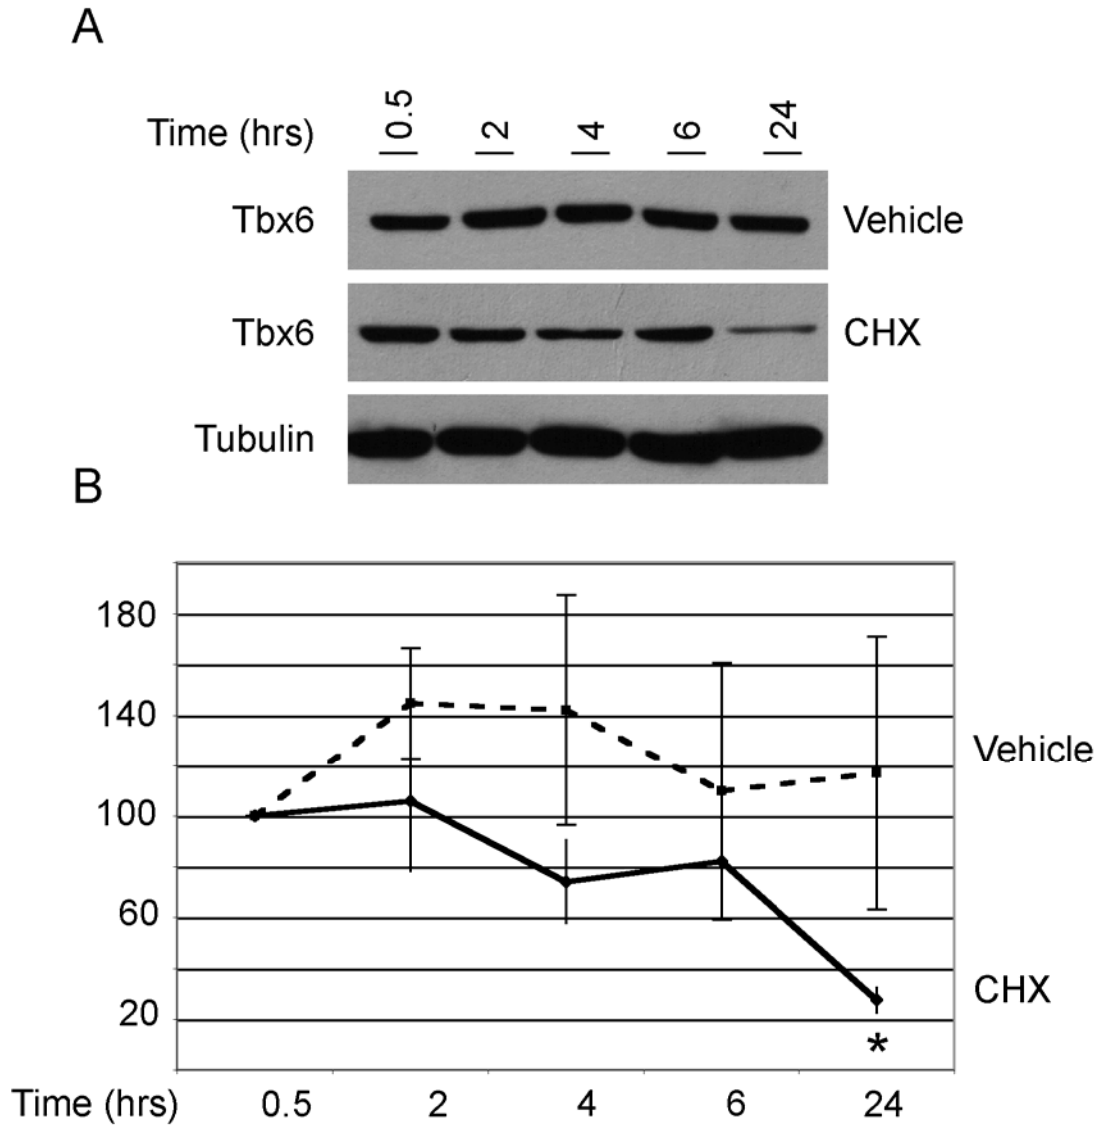 A
Time (hrs) 0.5 2 4 6 24
Tbx6 Vehicle
Tbx6 CHX
Tubulin
B
180
140
Vehicle
100
60
CHX
20
*
Time (hrs) 0.5 2 4 6 24